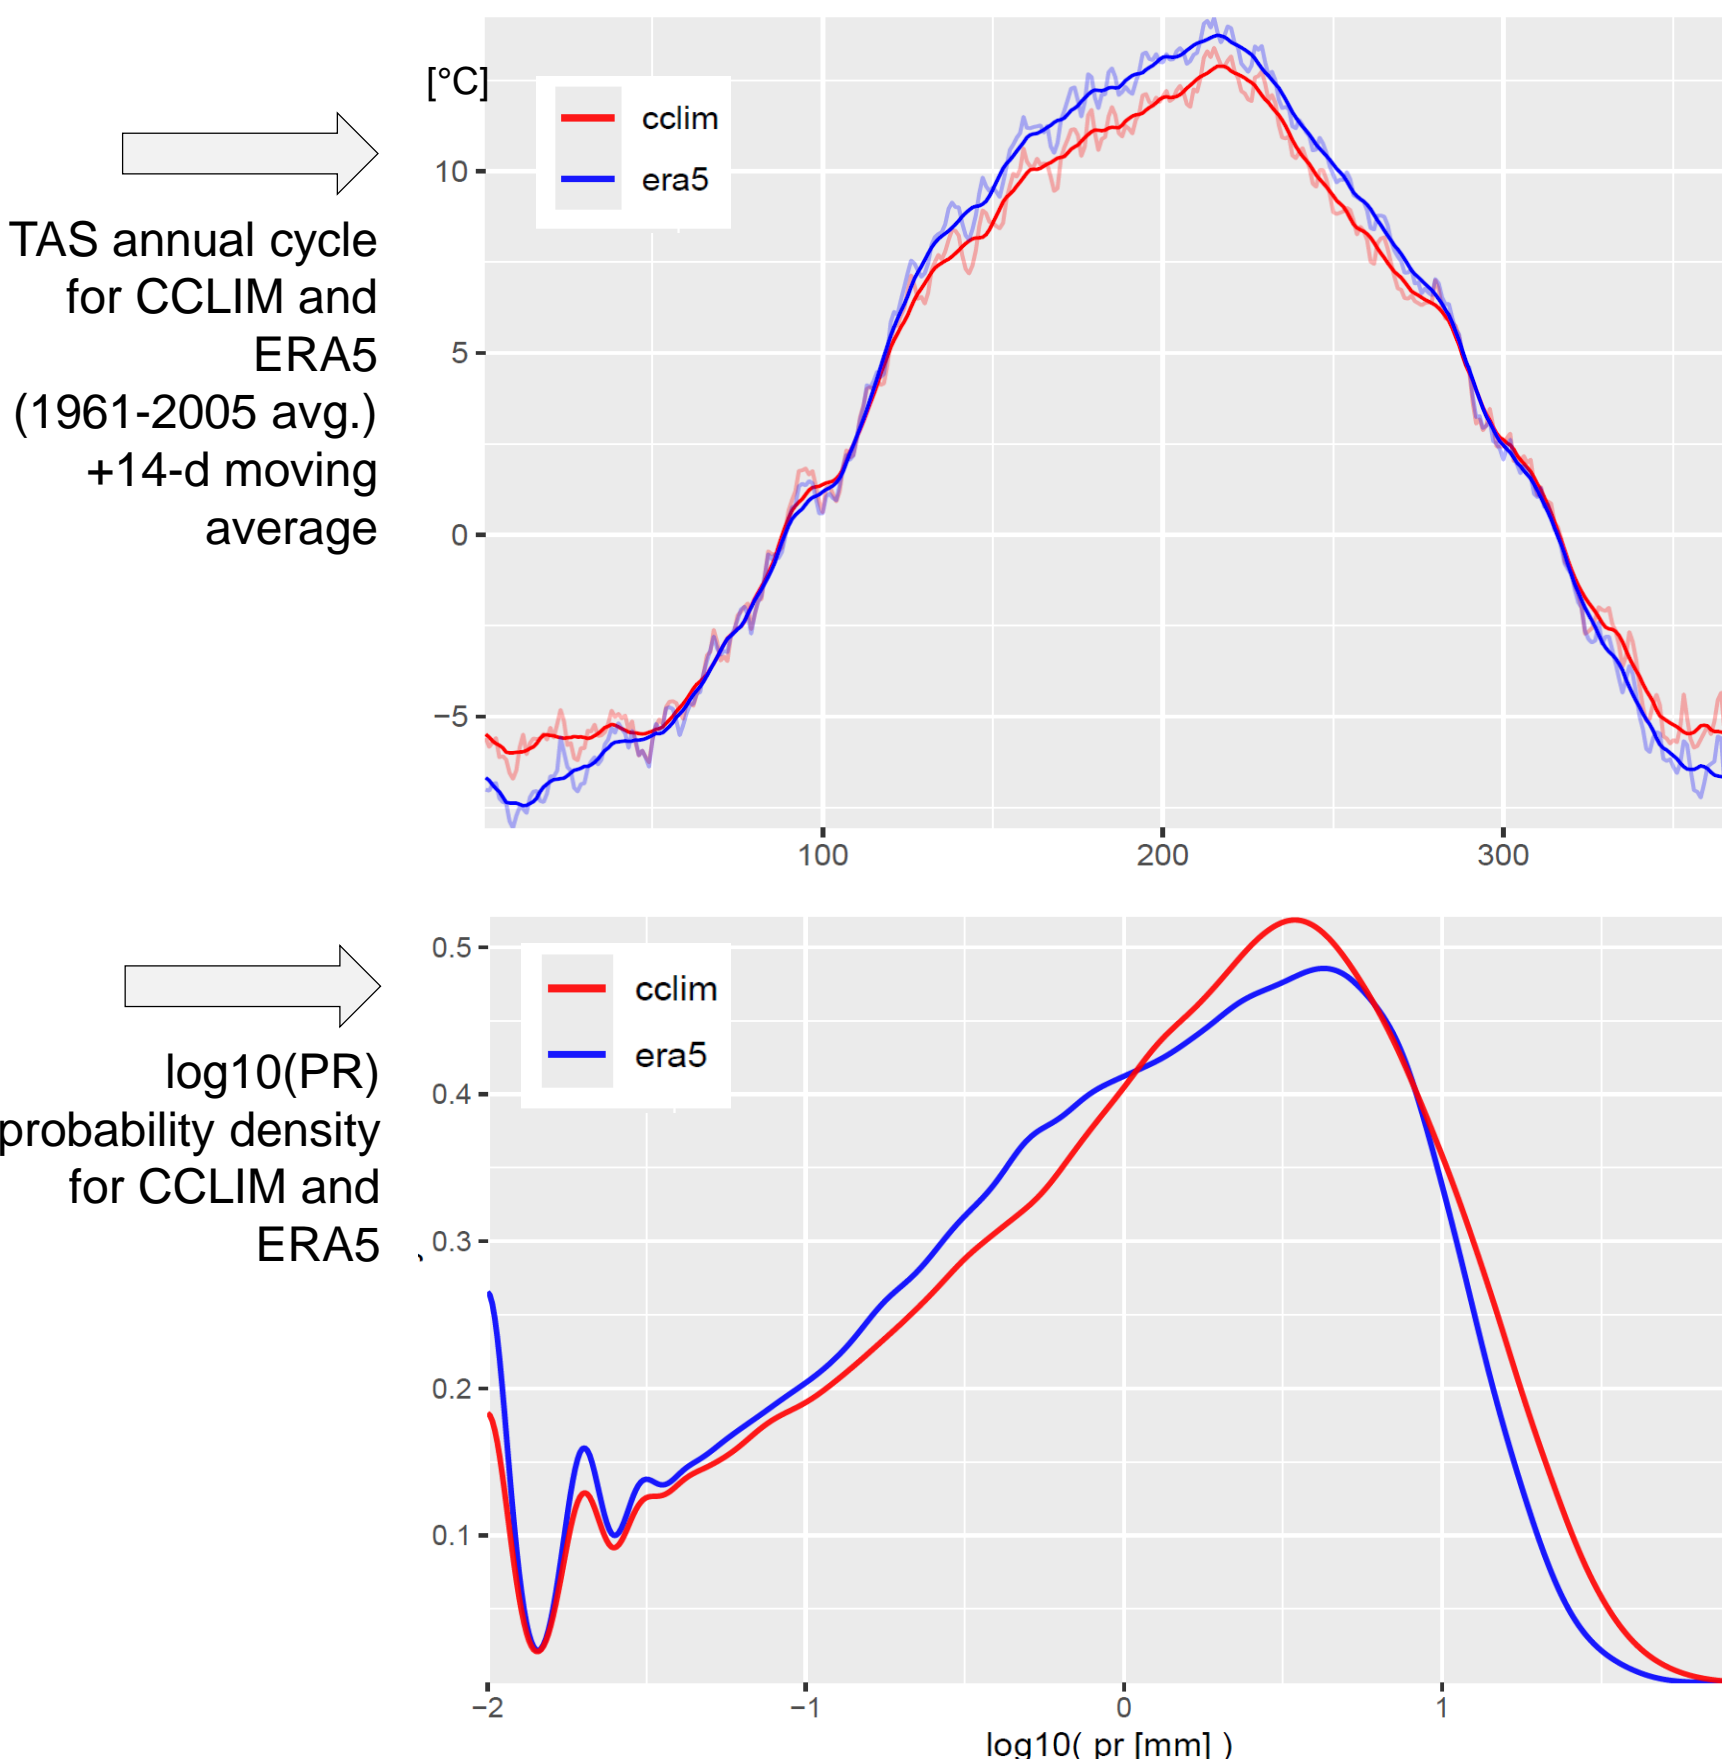 [°C]
cclim
era5
10
5
0
−5
100
200
300
TAS annual cycle
for CCLIM and
ERA5
(1961-2005 avg.)
+14-d moving
average
0.5
0.4
0.3
0.2
0.1
cclim
era5
−2
−1
0
1
log10( pr [mm] )
log10(PR)
probability density
for CCLIM and
ERA5